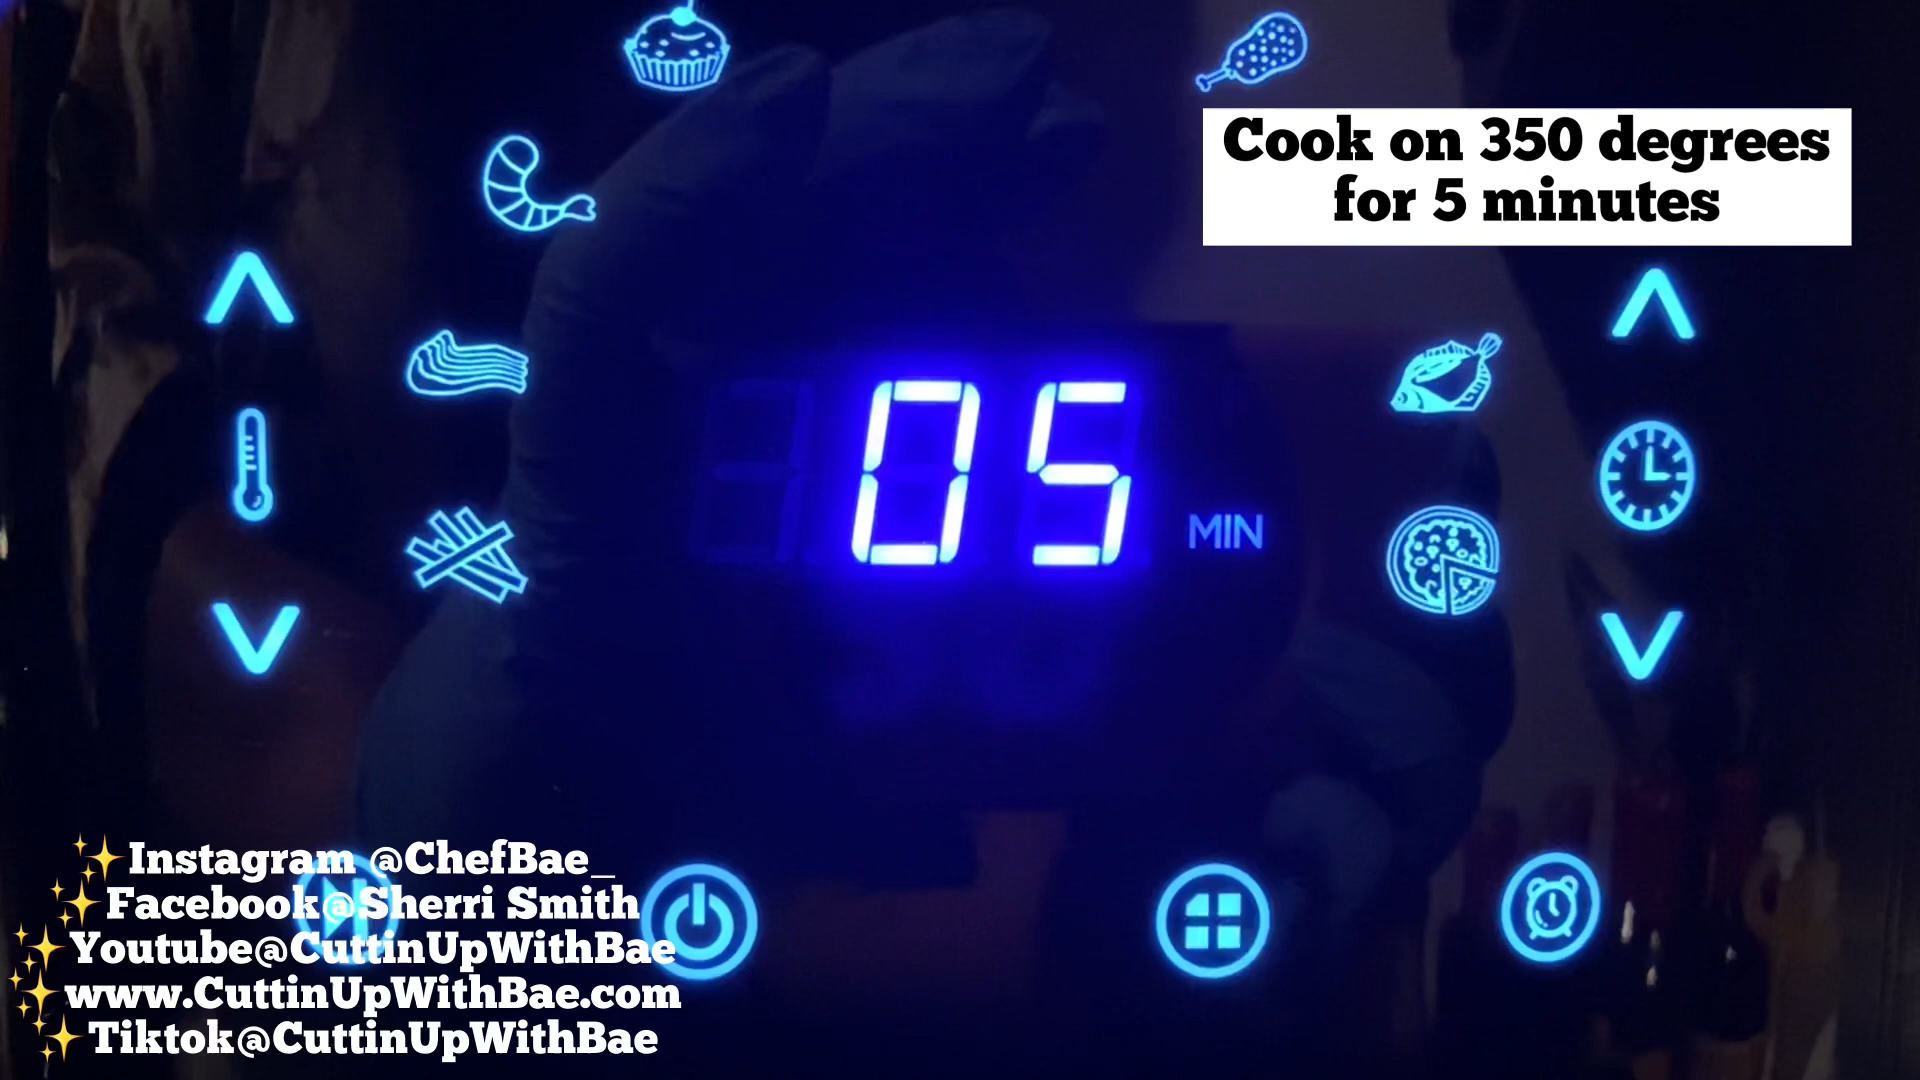 Cook on 350 degrees
for 5 minutes
05
MIN
✨Instagram @ChefBae_
✨Facebook@Sherri Smith
✨Youtube@CuttinUpWithBae
✨www.CuttinUpWithBae.com
✨Tiktok@CuttinUpWithBae